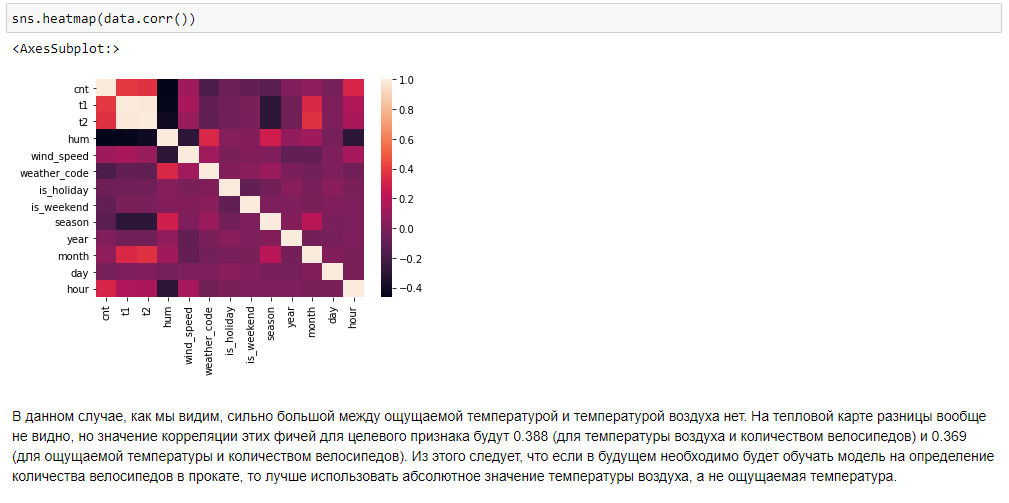 sns.heatmap(data.corr())
<AxesSubplot:>
cnt
t1
t2
hum
wind_speed
weather_code
is_holiday
is_weekend
season
year
month
day
hour
1.0
0.8
0.6
0.4
0.2
0.0
−0.2
−0.4
cnt
t1
t2
hum
wind_speed
weather_code
is_holiday
is_weekend
season
year
month
day
hour
В данном случае, как мы видим, сильно большой между ощущаемой температурой и температурой воздуха нет. На тепловой карте разницы вообще
не видно, но значение корреляции этих фичей для целевого признака будут 0.388 (для температуры воздуха и количеством велосипедов) и 0.369
(для ощущаемой температуры и количеством велосипедов). Из этого следует, что если в будущем необходимо будет обучать модель на определение
количества велосипедов в прокате, то лучше использовать абсолютное значение температуры воздуха, а не ощущаемая температура.